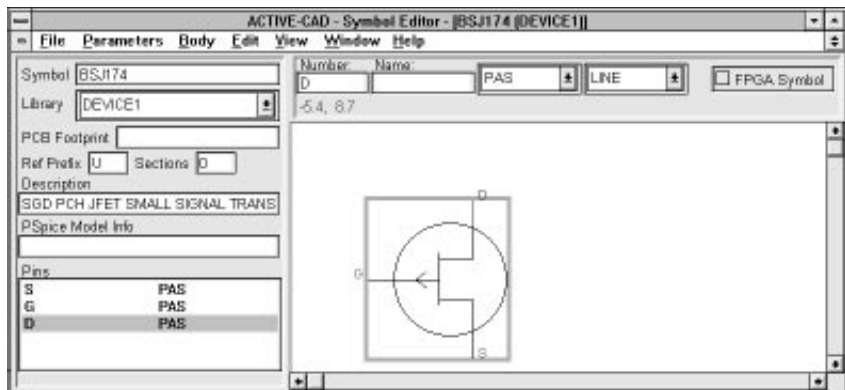 ACTIVE-CAD - Symbol Editor - [BSJ174 (DEVICE1)]
File Parameters Body Edit View Window Help
Symbol BSJ174
Library DEVICE1
PCB Footprint
Ref Prefix U Sections 0
Description
SGD PCH JFET SMALL SIGNAL TRANS
PSpice Model Info
Pins
S PAS
G PAS
D PAS
Number: Name:
D PAS LINE FPGA Symbol
-5.4, 8.7
D
G
S